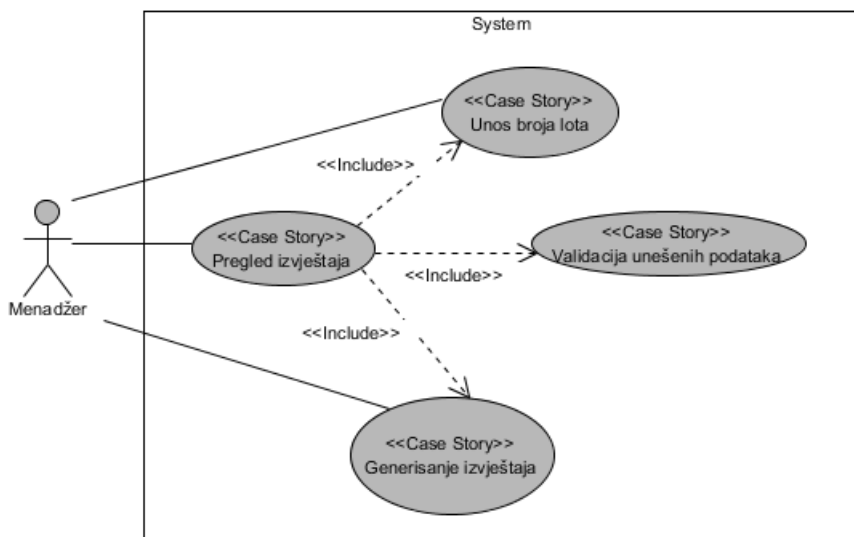 System
<<Case Story>>
Unos broja lota
<<Include>>
<<Case Story>>
Pregled izvještaja
<<Case Story>>
Validacija unešenih podataka
<<Include>>
Menadžer
<<Include>>
<<Case Story>>
Generisanje izvještaja